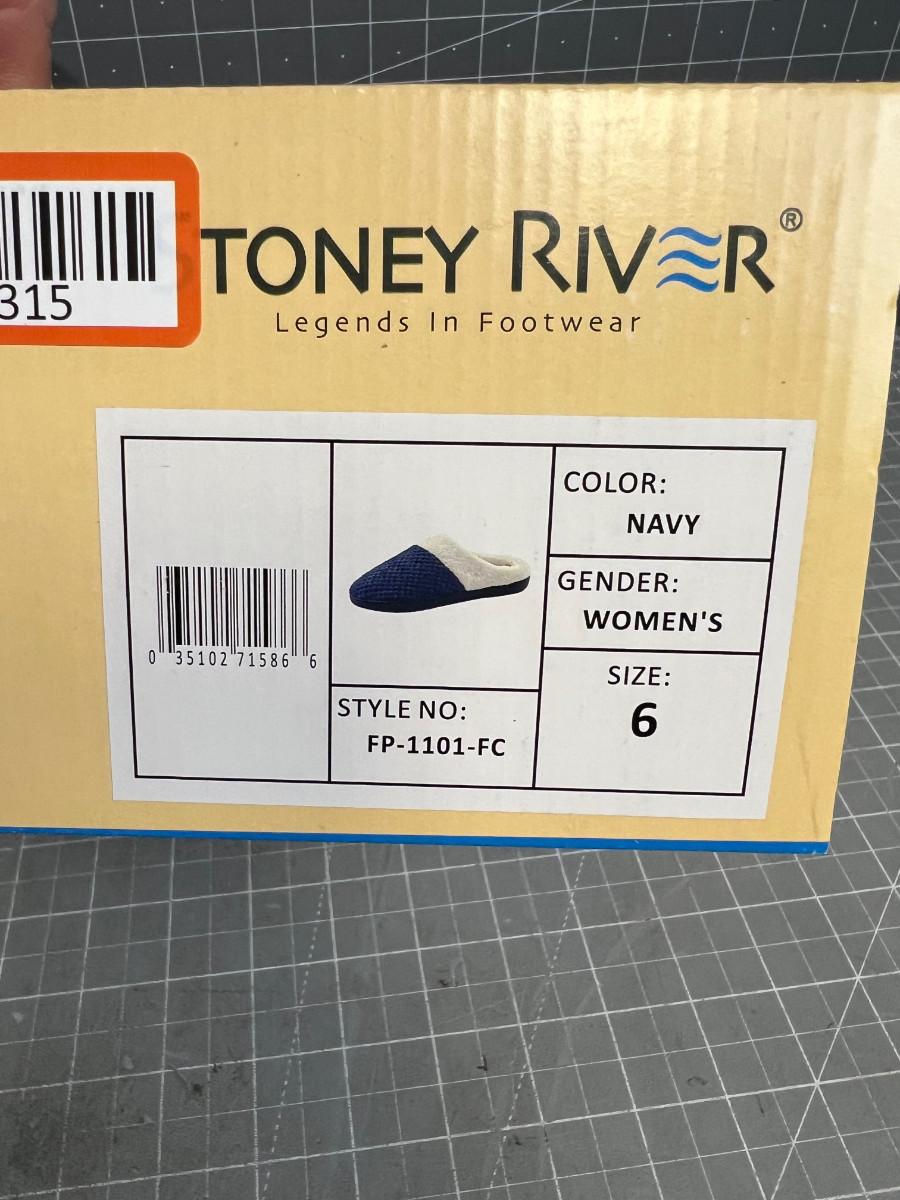 315
STONEY RIVER®
Legends In Footwear
0 35102 71586 6
STYLE NO:
FP-1101-FC
COLOR:
NAVY
GENDER:
WOMEN'S
SIZE:
6